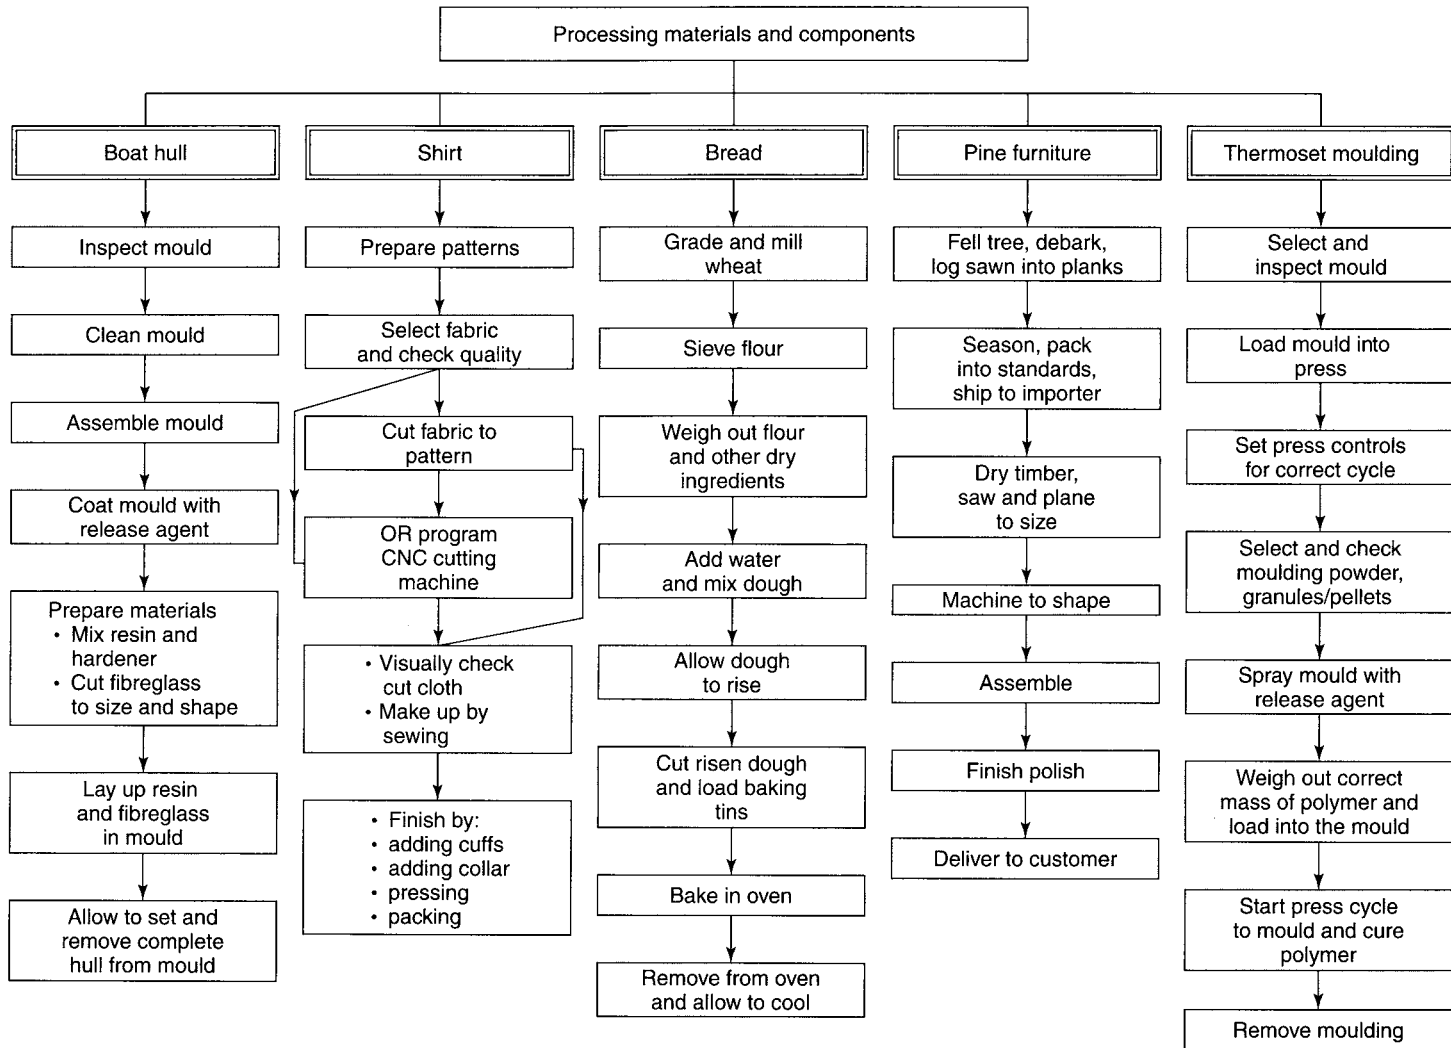 Processing materials and components
Boat hull
Inspect mould
Clean mould
Assemble mould
Coat mould with
release agent
Prepare materials
• Mix resin and
hardener
• Cut fibreglass
to size and shape
Lay up resin
and fibreglass
in mould
Allow to set and
remove complete
hull from mould
Shirt
Prepare patterns
Select fabric
and check quality
Cut fabric to
pattern
OR program
CNC cutting
machine
• Visually check
cut cloth
• Make up by
sewing
• Finish by:
• adding cuffs
• adding collar
• pressing
• packing
Bread
Grade and mill
wheat
Sieve flour
Weigh out flour
and other dry
ingredients
Add water
and mix dough
Allow dough
to rise
Cut risen dough
and load baking
tins
Bake in oven
Remove from oven
and allow to cool
Pine furniture
Fell tree, debark,
log sawn into planks
Season, pack
into standards,
ship to importer
Dry timber,
saw and plane
to size
Machine to shape
Assemble
Finish polish
Deliver to customer
Thermoset moulding
Select and
inspect mould
Load mould into
press
Set press controls
for correct cycle
Select and check
moulding powder,
granules/pellets
Spray mould with
release agent
Weigh out correct
mass of polymer and
load into the mould
Start press cycle
to mould and cure
polymer
Remove moulding